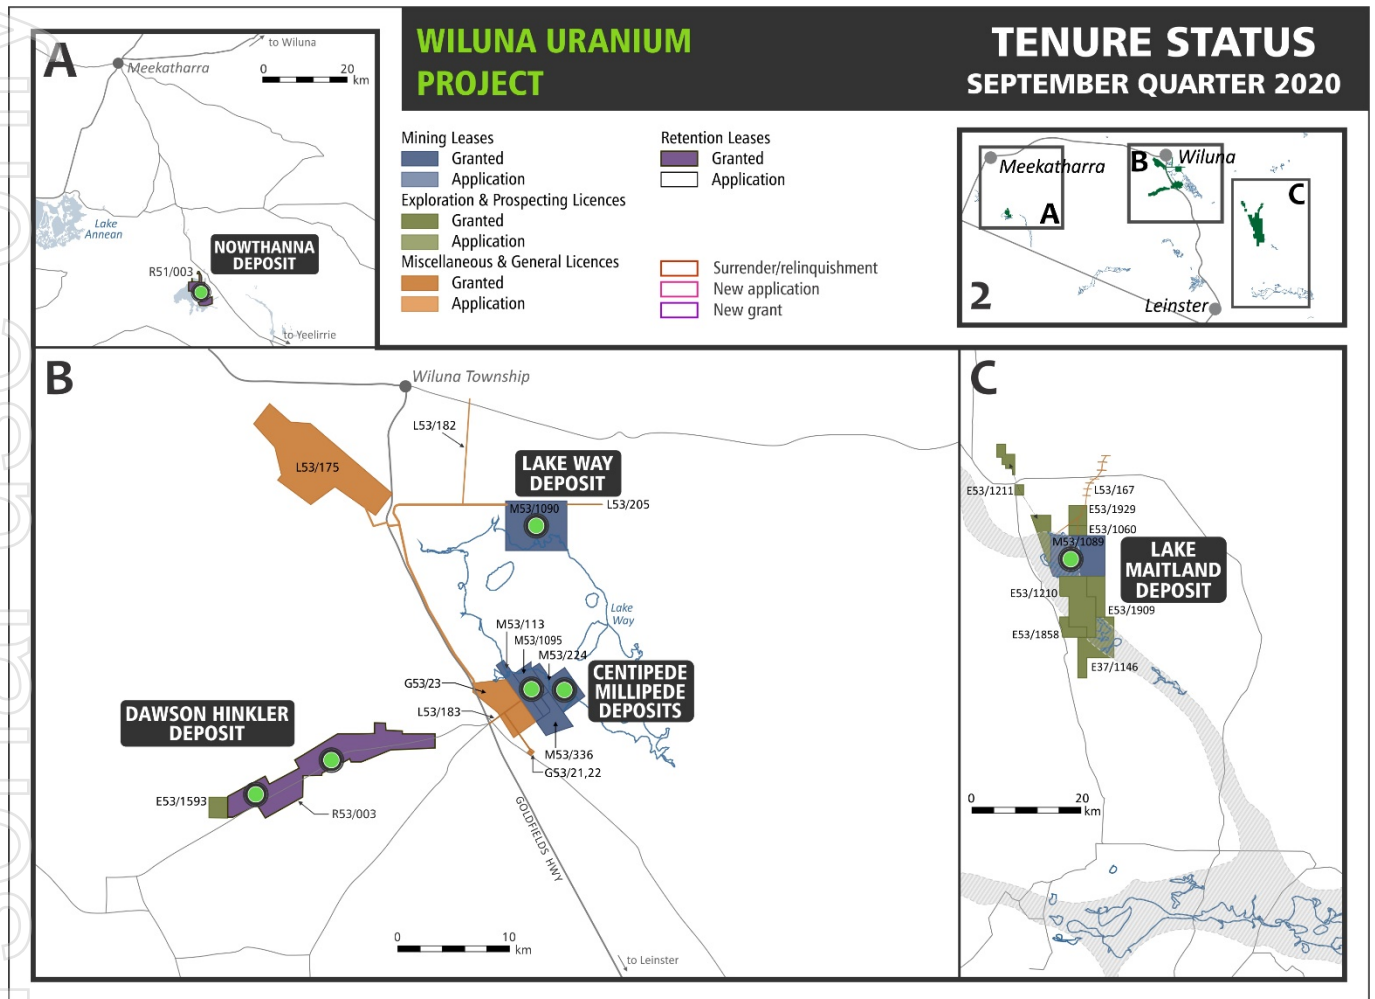 WILUNA URANIUM
PROJECT
TENURE STATUS
SEPTEMBER QUARTER 2020
A
to Wiluna
Meekatharra
0 20
km
Lake
Annean
NOWTHANNA
DEPOSIT
R51/003
to Yeelirrie
Mining Leases
Granted
Application
Exploration & Prospecting Licences
Granted
Application
Miscellaneous & General Licences
Granted
Application
Retention Leases
Granted
Application
Surrender/relinquishment
New application
New grant
Meekatharra
B
Wiluna
C
A
2
Leinster
B
Wiluna Township
L53/182
L53/175
LAKE WAY
DEPOSIT
M53/1090
L53/205
Lake
Way
M53/113
M53/1095
M53/224
CENTIPEDE
MILLIPEDE
DEPOSITS
G53/23
L53/183
M53/336
G53/21,22
DAWSON HINKLER
DEPOSIT
E53/1593
R53/003
GOLDFIELDS HWY
0 10
km
to Leinster
C
E53/1211
L53/167
E53/1929
E53/1060
M53/1089
LAKE
MAITLAND
DEPOSIT
E53/1210
E53/1909
E53/1858
E37/1146
0 20
km